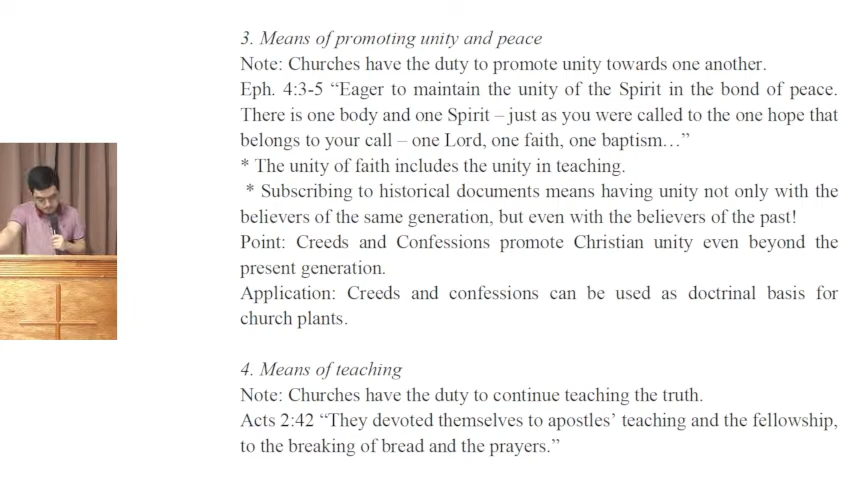 3. Means of promoting unity and peace
Note: Churches have the duty to promote unity towards one another.
Eph. 4:3-5 “Eager to maintain the unity of the Spirit in the bond of peace.
There is one body and one Spirit – just as you were called to the one hope that
belongs to your call – one Lord, one faith, one baptism…”
* The unity of faith includes the unity in teaching.
* Subscribing to historical documents means having unity not only with the
believers of the same generation, but even with the believers of the past!
Point: Creeds and Confessions promote Christian unity even beyond the
present generation.
Application: Creeds and confessions can be used as doctrinal basis for
church plants.
4. Means of teaching
Note: Churches have the duty to continue teaching the truth.
Acts 2:42 “They devoted themselves to apostles’ teaching and the fellowship,
to the breaking of bread and the prayers.”